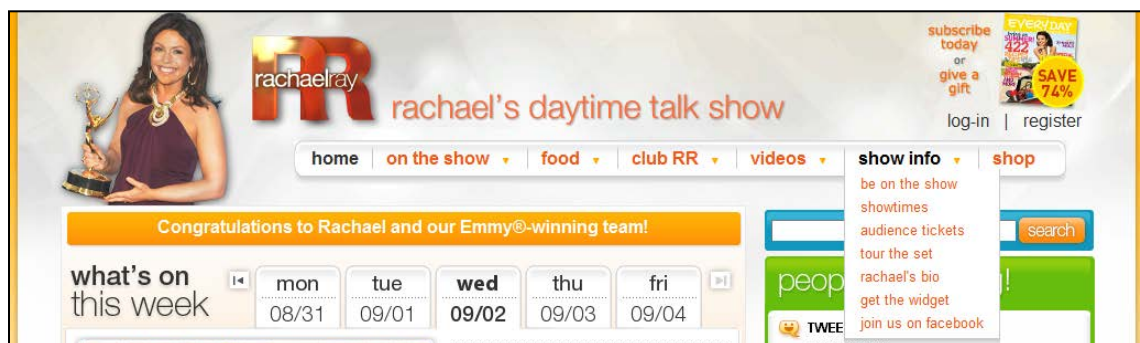 subscribe
today
or
give a
gift
EVERYDAY
422
SAVE
74%
RR
rachaelray
rachael's daytime talk show
log-in | register
home on the show food club RR videos show info shop
be on the show
showtimes
audience tickets
tour the set
rachael's bio
get the widget
join us on facebook
Congratulations to Rachael and our Emmy®-winning team!
search
what's on
this week
mon tue wed thu fri
08/31 09/01 09/02 09/03 09/04
TWEE